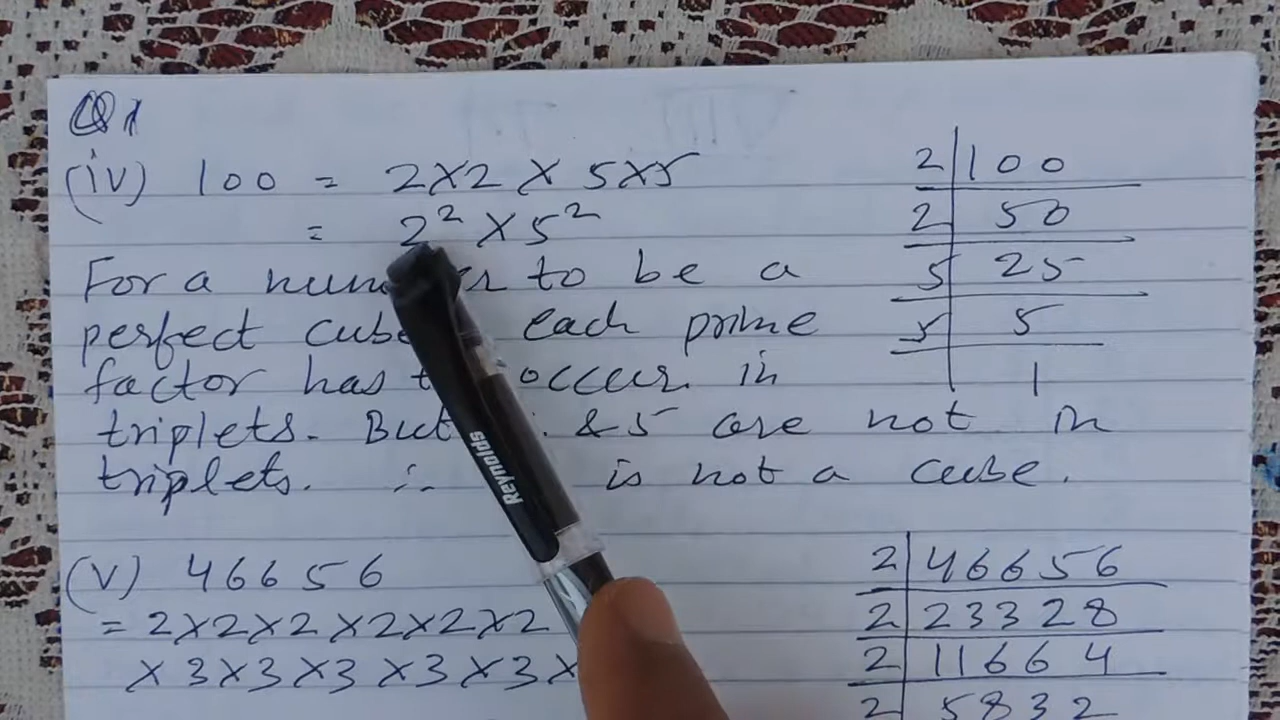 Q1
(iv) 100 = 2×2 × 5×5
= 2² × 5²
For a to be a
perfect cube each prime
factor has occur in
triplets. But & 5 are not in
triplets. ∴ is not a cube.
2 | 100
2 | 50
5 | 25
5 | 5
1
(v) 46656
= 2×2×2×2×2×2
× 3×3×3×3×3×
2 | 46656
2 | 23328
2 | 11664
2 | 5832
Reynolds